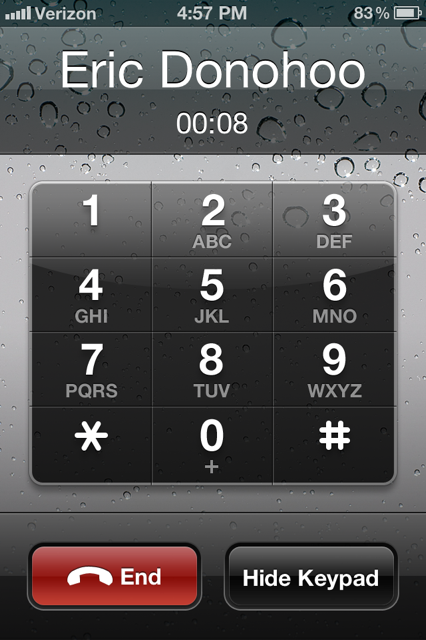 Verizon 4:57 PM 83%
Eric Donohoo
00:08
1 2 3
ABC DEF
4 5 6
GHI JKL MNO
7 8 9
PQRS TUV WXYZ
* 0 #
+
End Hide Keypad